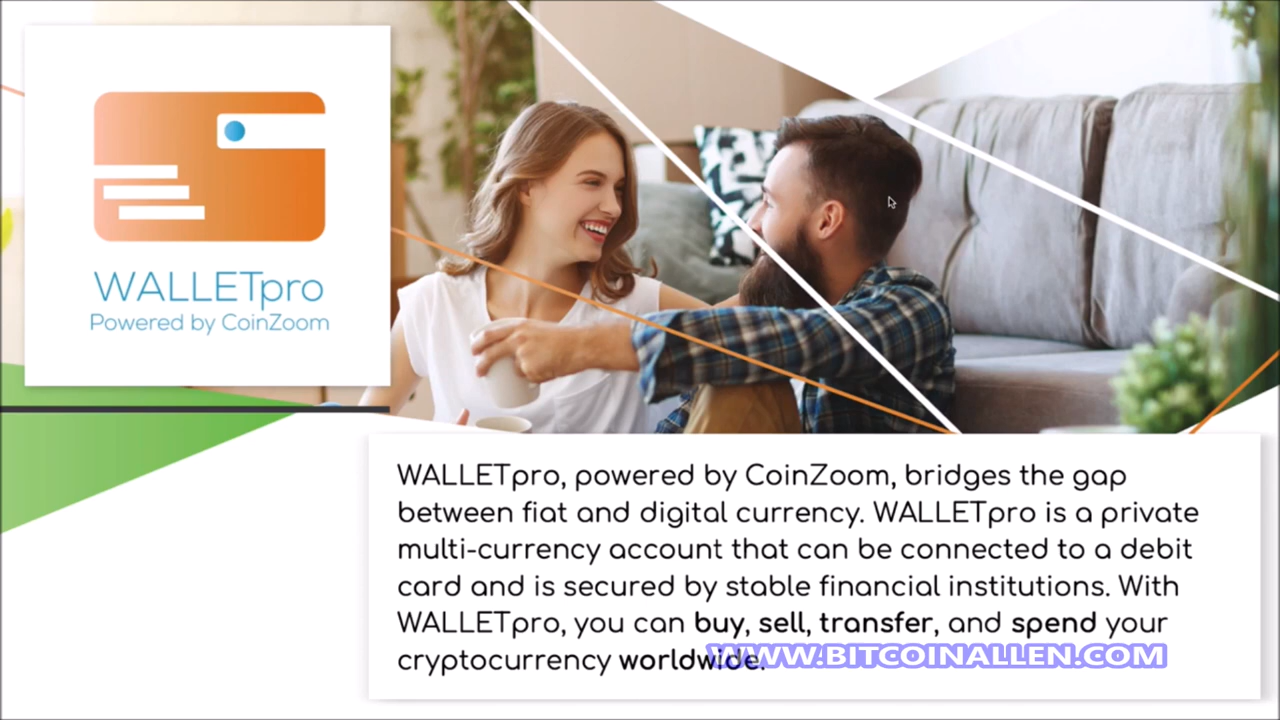 WALLETpro
Powered by CoinZoom
WALLETpro, powered by CoinZoom, bridges the gap
between fiat and digital currency. WALLETpro is a private
multi-currency account that can be connected to a debit
card and is secured by stable financial institutions. With
WALLETpro, you can buy, sell, transfer, and spend your
cryptocurrency worldwide.
WWW.BITCOINALLEN.COM